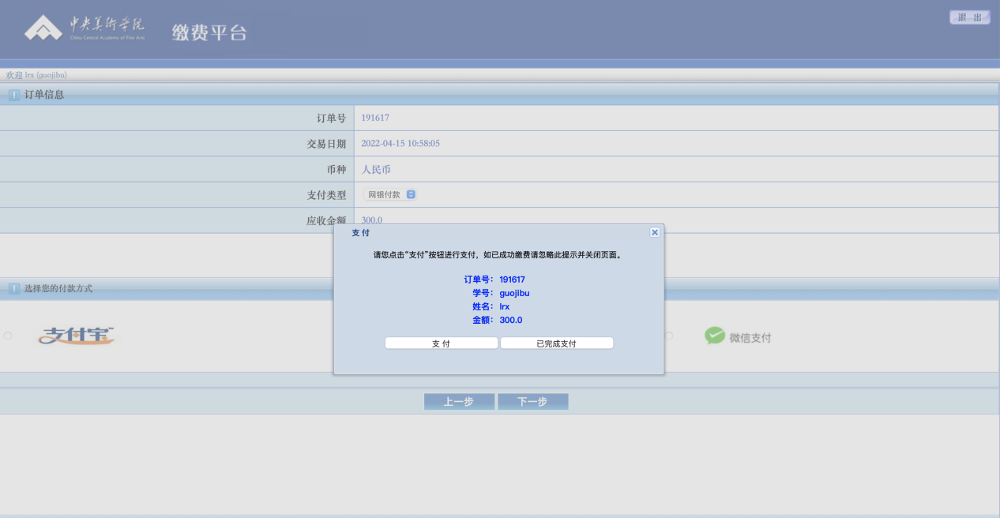 中央美術学院
China Central Academy of Fine Arts
缴费平台
退 出
欢迎 lrx (guojibu)
订单信息
订单号 191617
交易日期 2022-04-15 10:58:05
币种 人民币
支付类型 网银付款
应收金额 300.0
支 付
请您点击“支付”按钮进行支付，如已成功缴费请忽略此提示并关闭页面。
订单号： 191617
学号： guojibu
姓名： lrx
金额： 300.0
支 付 已完成支付
选择您的付款方式
支付宝 微信支付
上一步 下一步